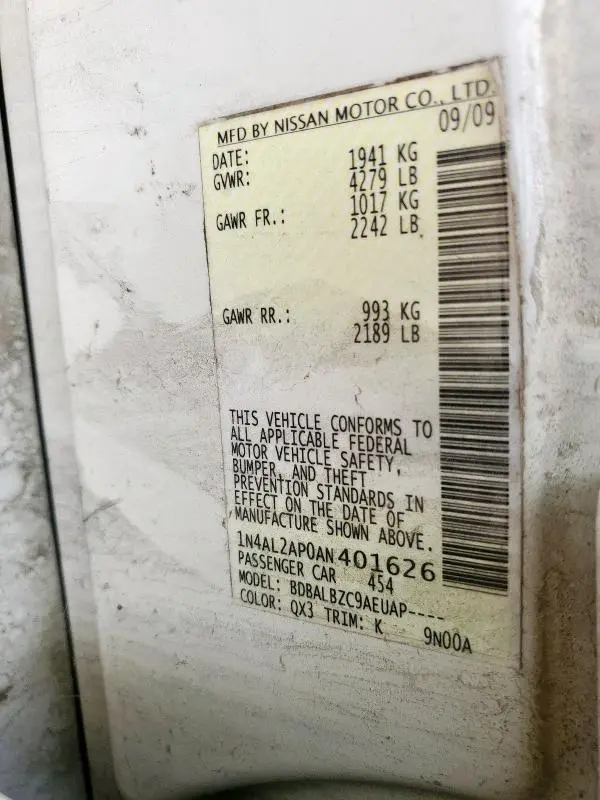 MFD BY NISSAN MOTOR CO., LTD.
DATE: 09/09
GVWR: 1941 KG
4279 LB
GAWR FR.: 1017 KG
2242 LB
GAWR RR.: 993 KG
2189 LB
THIS VEHICLE CONFORMS TO
ALL APPLICABLE FEDERAL
MOTOR VEHICLE SAFETY,
BUMPER, AND THEFT
PREVENTION STANDARDS IN
EFFECT ON THE DATE OF
MANUFACTURE SHOWN ABOVE.
1N4AL2AP0AN401626
PASSENGER CAR 454
MODEL: BDBALBZC9AEUAP----
COLOR: QX3 TRIM: K 9N00A